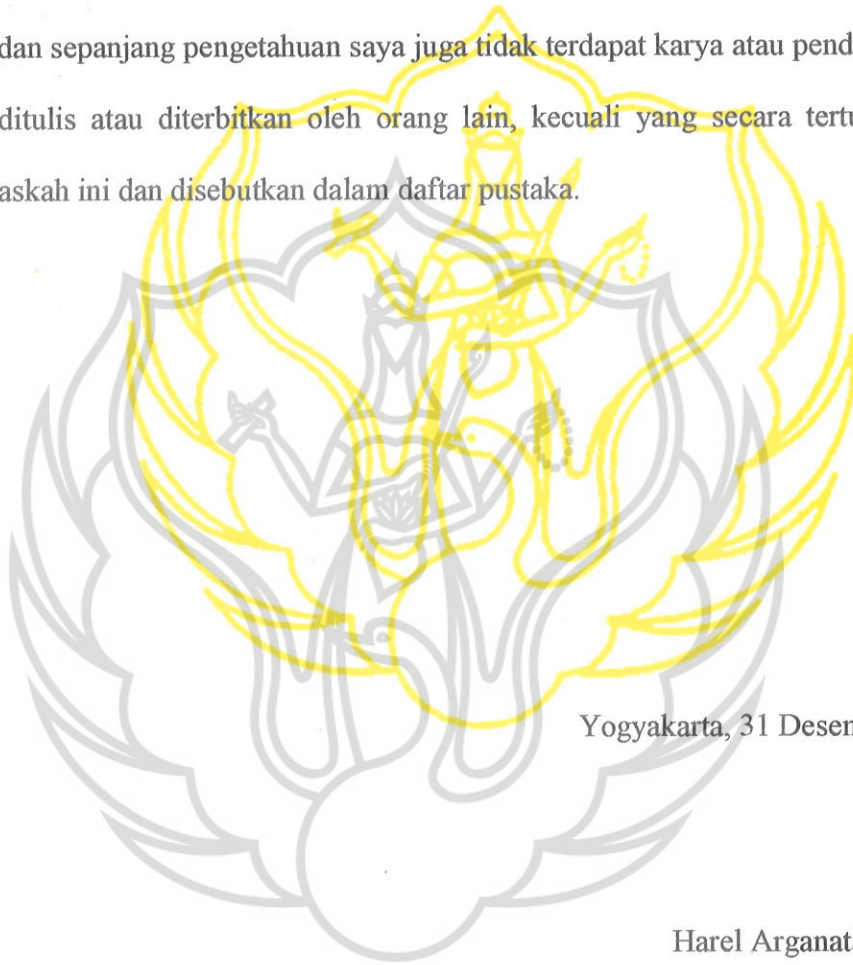 dan sepanjang pengetahuan saya juga tidak terdapat karya atau pend
ditulis atau diterbitkan oleh orang lain, kecuali yang secara tertu
askah ini dan disebutkan dalam daftar pustaka.
Yogyakarta, 31 Desem
Harel Arganat